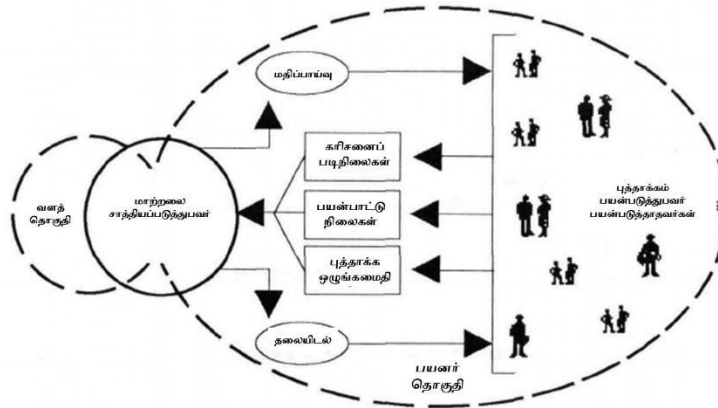 மதிப்பாய்வு
கரிசனைப்
படிநிலைகள்
வளத்
தொகுதி
மாற்றலை
சாத்தியப்படுத்துபவர்
பயன்பாட்டு
நிலைகள்
புத்தாக்கம்
பயன்படுத்துபவர்
பயன்படுத்தாதவர்கள்
புத்தாக்க
ஒழுங்கமைதி
தலையிடல்
பயனர்
தொகுதி